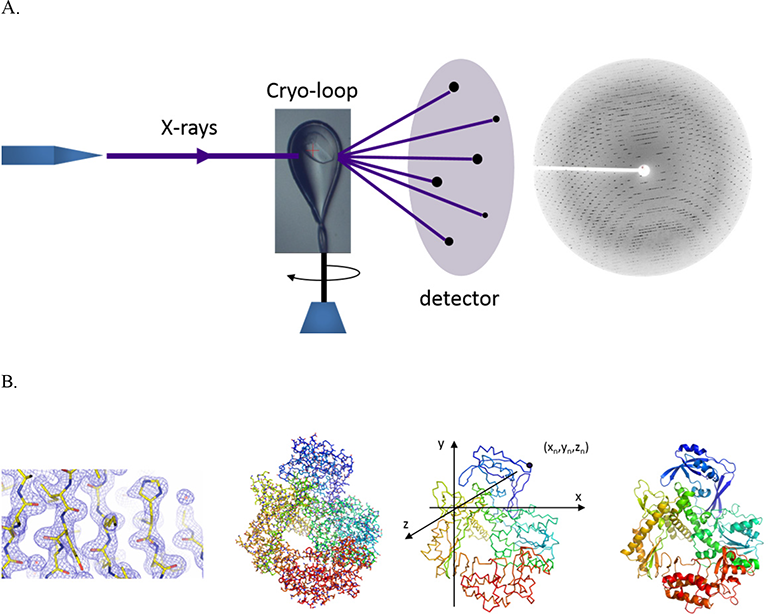 A.
Cryo-loop
X-rays
detector
B.
y
(xn,yn,zn)
x
z